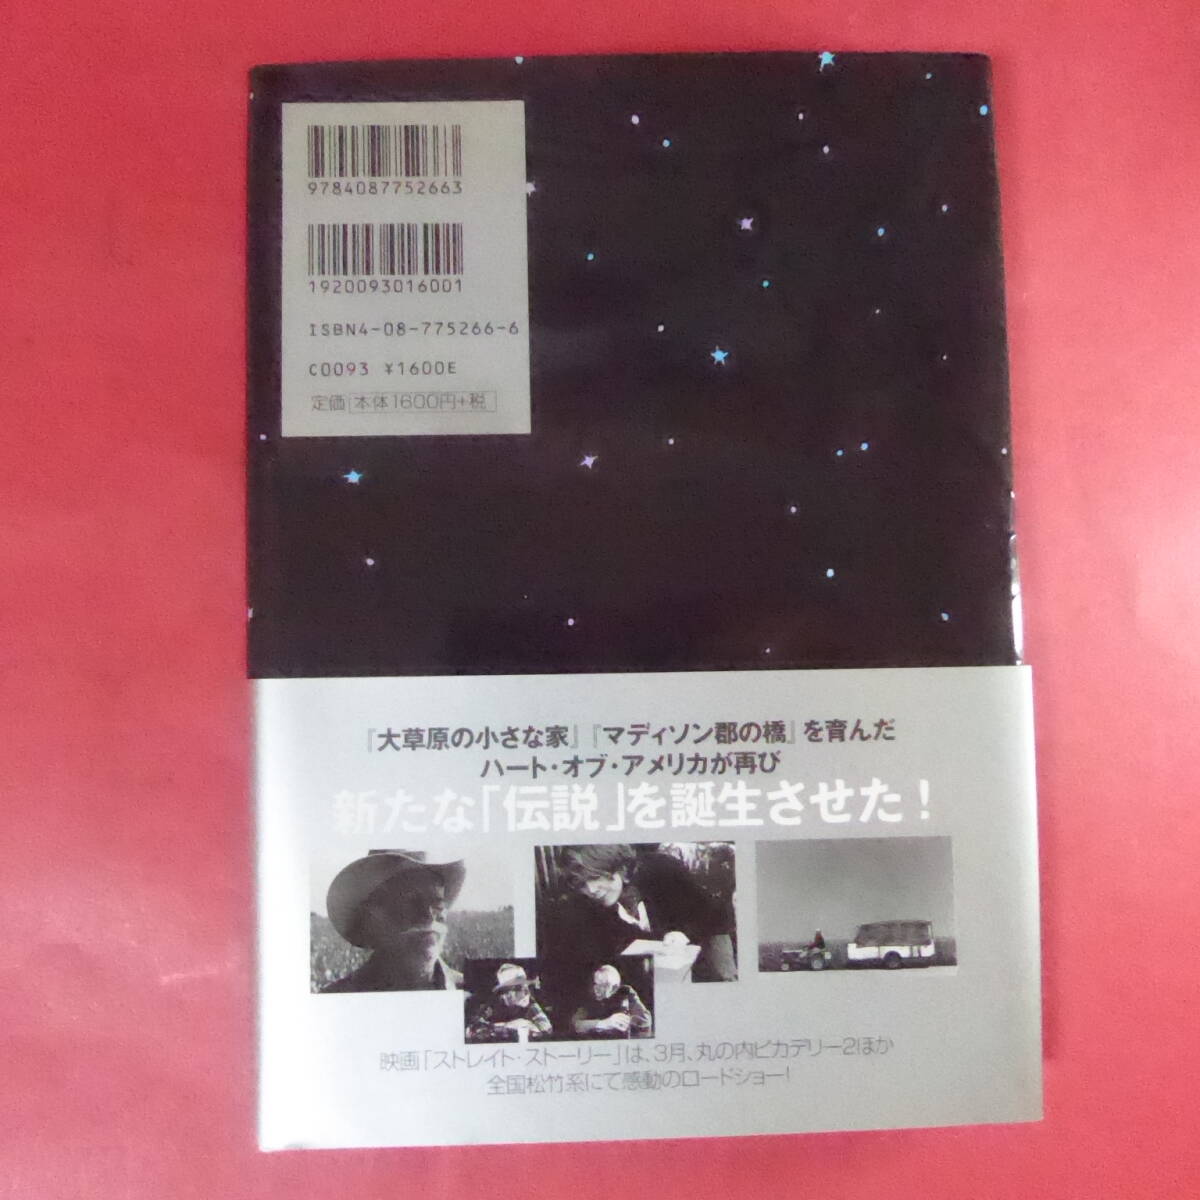 9784087752663
1920093016001
ISBN4-08-775266-6
C0093 ¥1600E
定価 本体1600円+税
『大草原の小さな家』『マディソン郡の橋』を育んだ
ハート・オブ・アメリカが再び
新たな「伝説」を誕生させた!
映画「ストレイト・ストーリー」は、3月、丸の内ピカデリー2ほか
全国松竹系にて感動のロードショー!